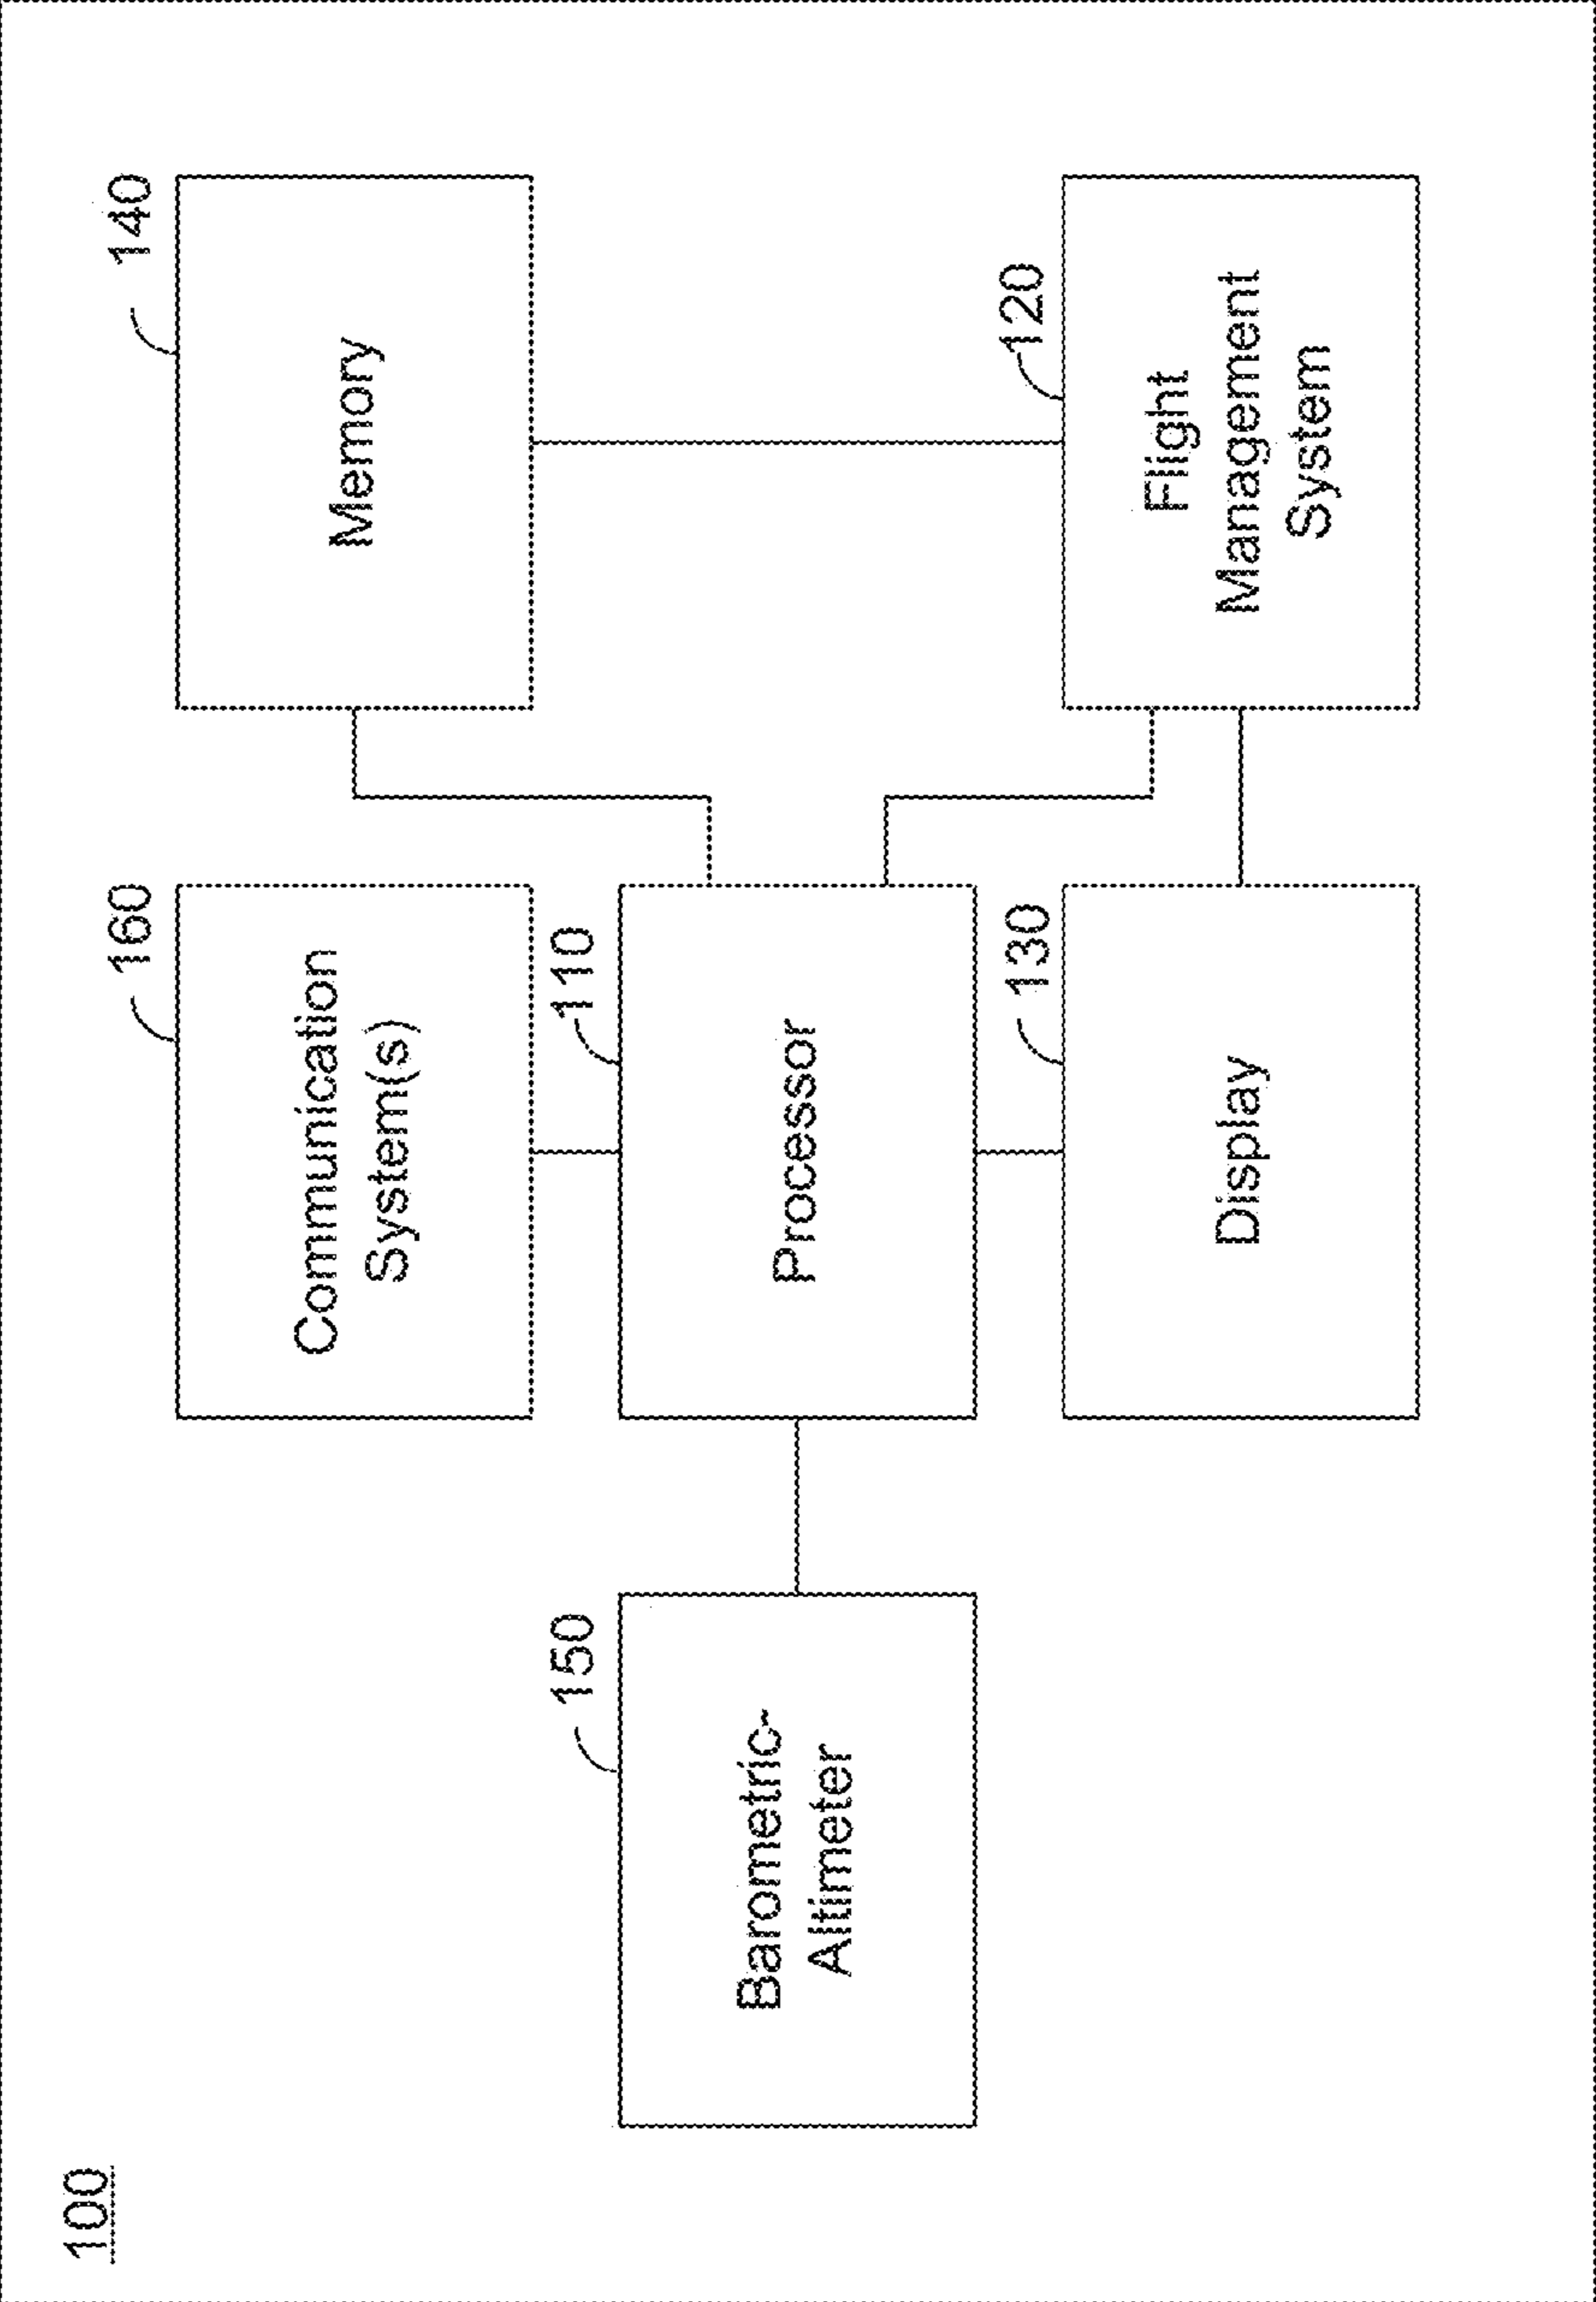 100
160
Communication
System(s)
140
Memory
150
Barometric-
Altimeter
110
Processor
130
Display
120
Flight
Management
System